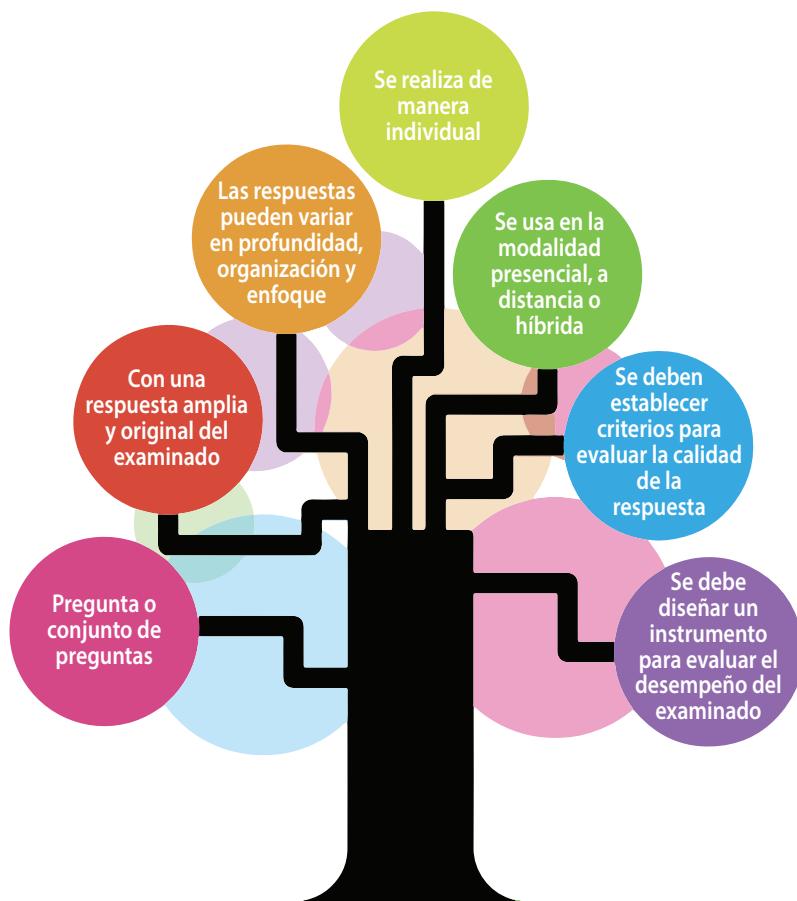 Se realiza de
manera
individual
Las respuestas
pueden variar
en profundidad,
organización y
enfoque
Se usa en la
modalidad
presencial, a
distancia o
híbrida
Con una
respuesta amplia
y original del
examinado
Se deben
establecer
criterios para
evaluar la calidad
de la
respuesta
Pregunta o
conjunto de
preguntas
Se debe
diseñar un
instrumento
para evaluar el
desempeño del
examinado